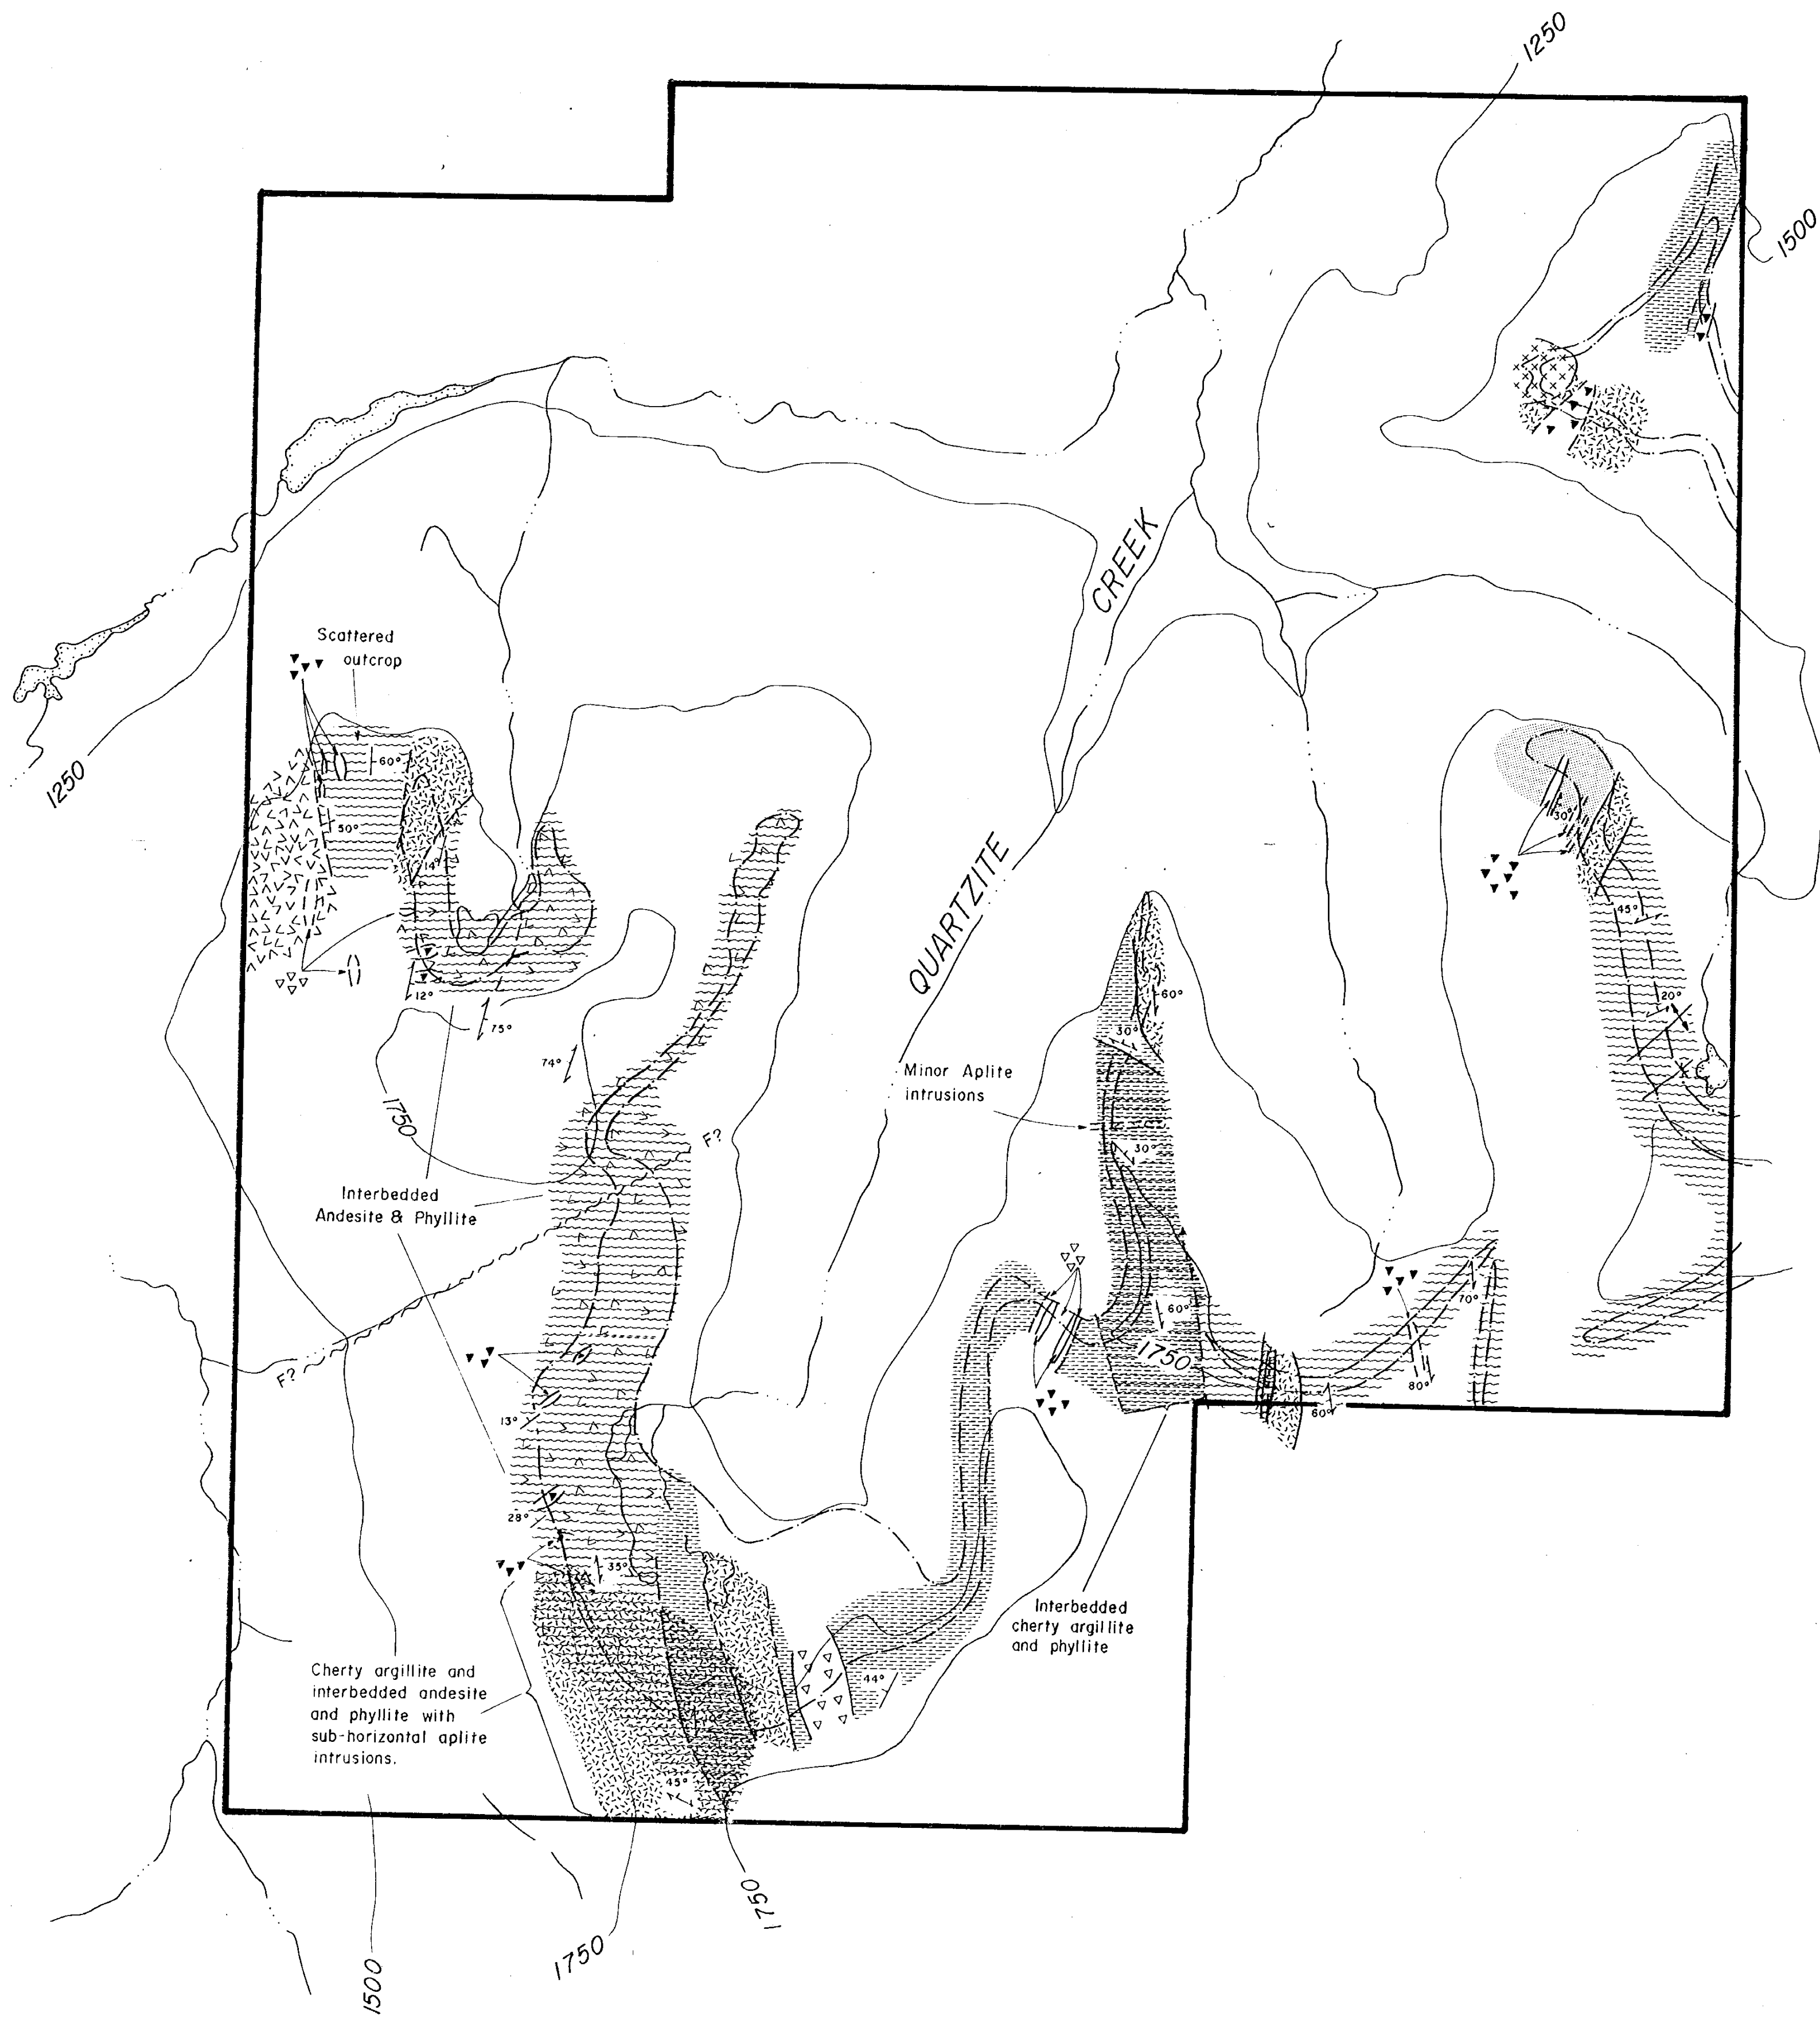 1250
1500
CREEK
Scattered
outcrop
60°
1250
50°
14°
30°
45°
QUARTZITE
12°
75°
60°
20°
30°
74°
Minor Aplite
intrusions
1750
F?
30°
Interbedded
Andesite & Phyllite
60°
70°
1750
F?
80°
13°
60°
28°
35°
Interbedded
cherty argillite
and phyllite
Cherty argillite and
interbedded andesite
and phyllite with
sub-horizontal aplite
intrusions.
44°
45°
1750
1750
1500